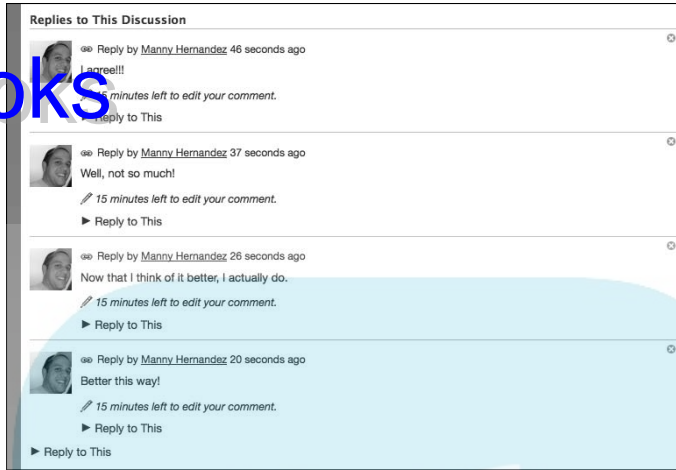 Replies to This Discussion
Reply by Manny Hernandez 46 seconds ago
I agree!!!
oks
minutes left to edit your comment.
Reply to This
Reply by Manny Hernandez 37 seconds ago
Well, not so much!
15 minutes left to edit your comment.
► Reply to This
Reply by Manny Hernandez 26 seconds ago
Now that I think of it better, I actually do.
15 minutes left to edit your comment.
► Reply to This
Reply by Manny Hernandez 20 seconds ago
Better this way!
15 minutes left to edit your comment.
► Reply to This
► Reply to This